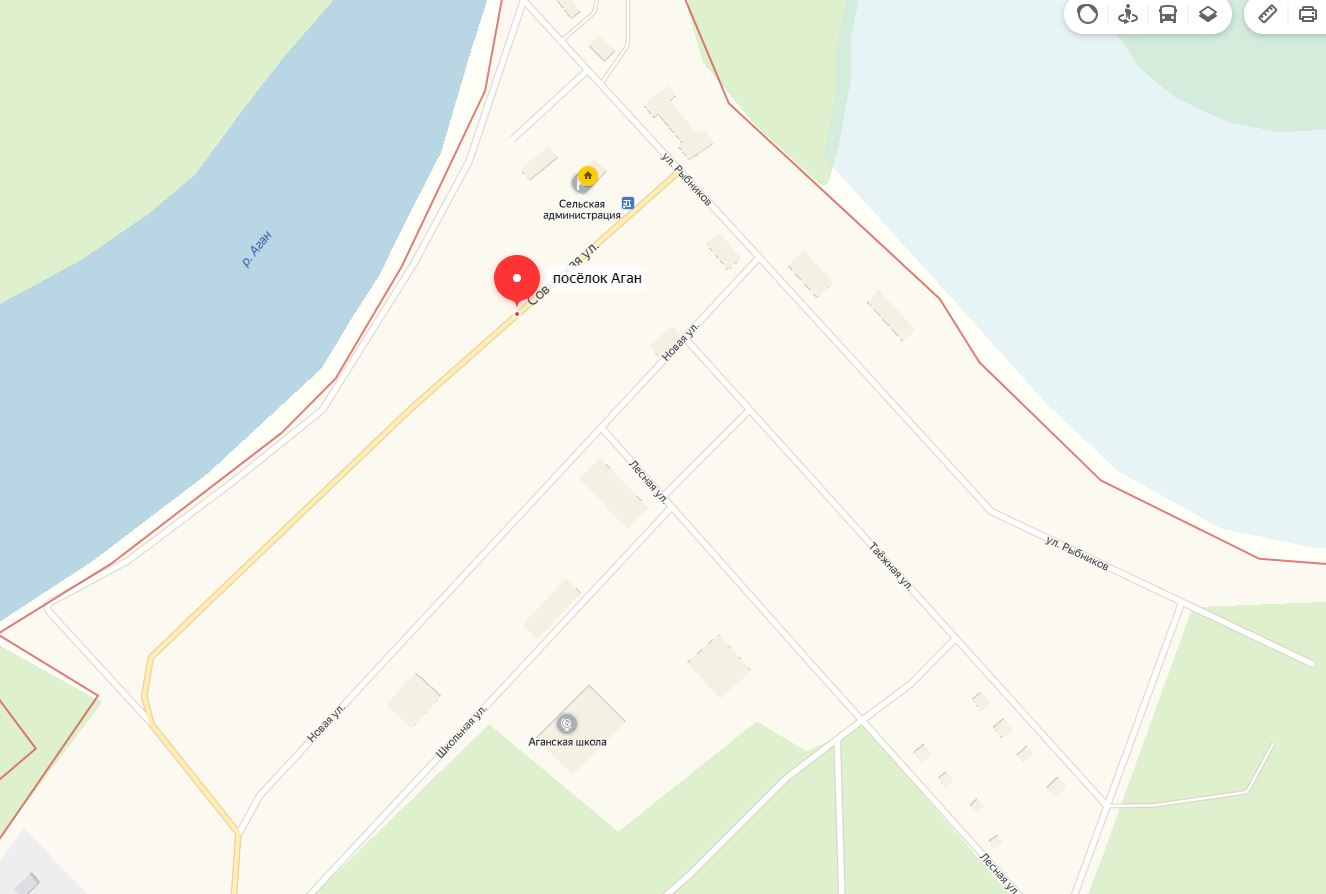 ул. Рыбников
Сельская
администрация
р. Аган
посёлок Аган
Новая ул.
Лесная ул.
ул. Рыбников
Таёжная ул.
Новая ул.
Школьная ул.
Аганская школа
Лесная ул.